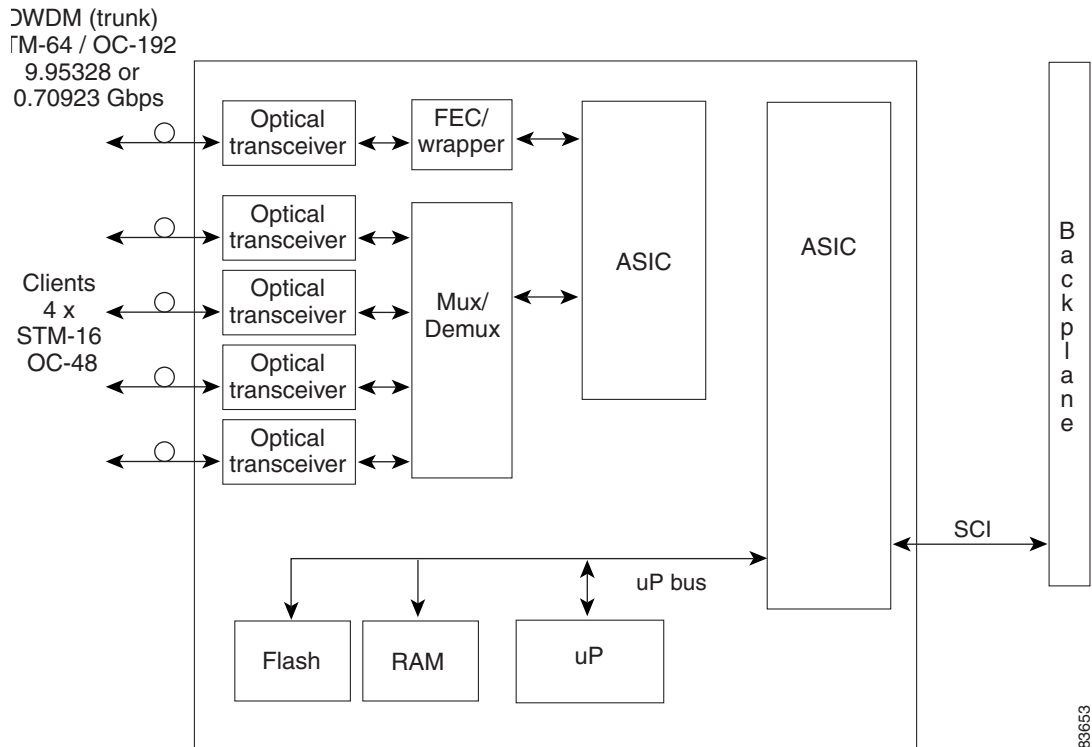 DWDM (trunk)
TM-64 / OC-192
9.95328 or
0.70923 Gbps
Optical
transceiver
FEC/
wrapper
Optical
transceiver
Optical
transceiver
Optical
transceiver
Optical
transceiver
Clients
4 x
STM-16
OC-48
Mux/
Demux
ASIC
ASIC
Backplane
SCI
uP bus
Flash
RAM
uP
83653